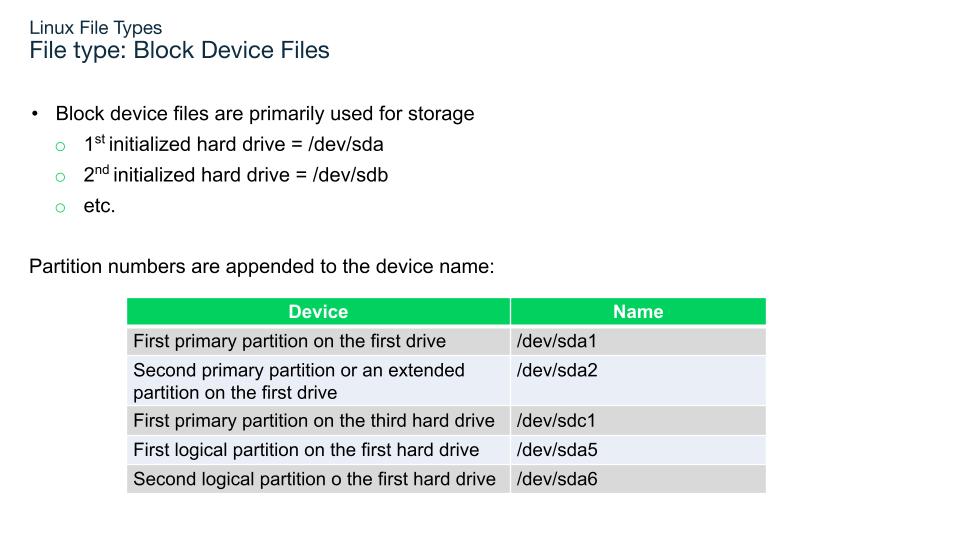 Linux File Types
File type: Block Device Files
• Block device files are primarily used for storage
o 1st initialized hard drive = /dev/sda
o 2nd initialized hard drive = /dev/sdb
o etc.
Partition numbers are appended to the device name:
Device Name
First primary partition on the first drive /dev/sda1
Second primary partition or an extended /dev/sda2
partition on the first drive
First primary partition on the third hard drive /dev/sdc1
First logical partition on the first hard drive /dev/sda5
Second logical partition o the first hard drive /dev/sda6